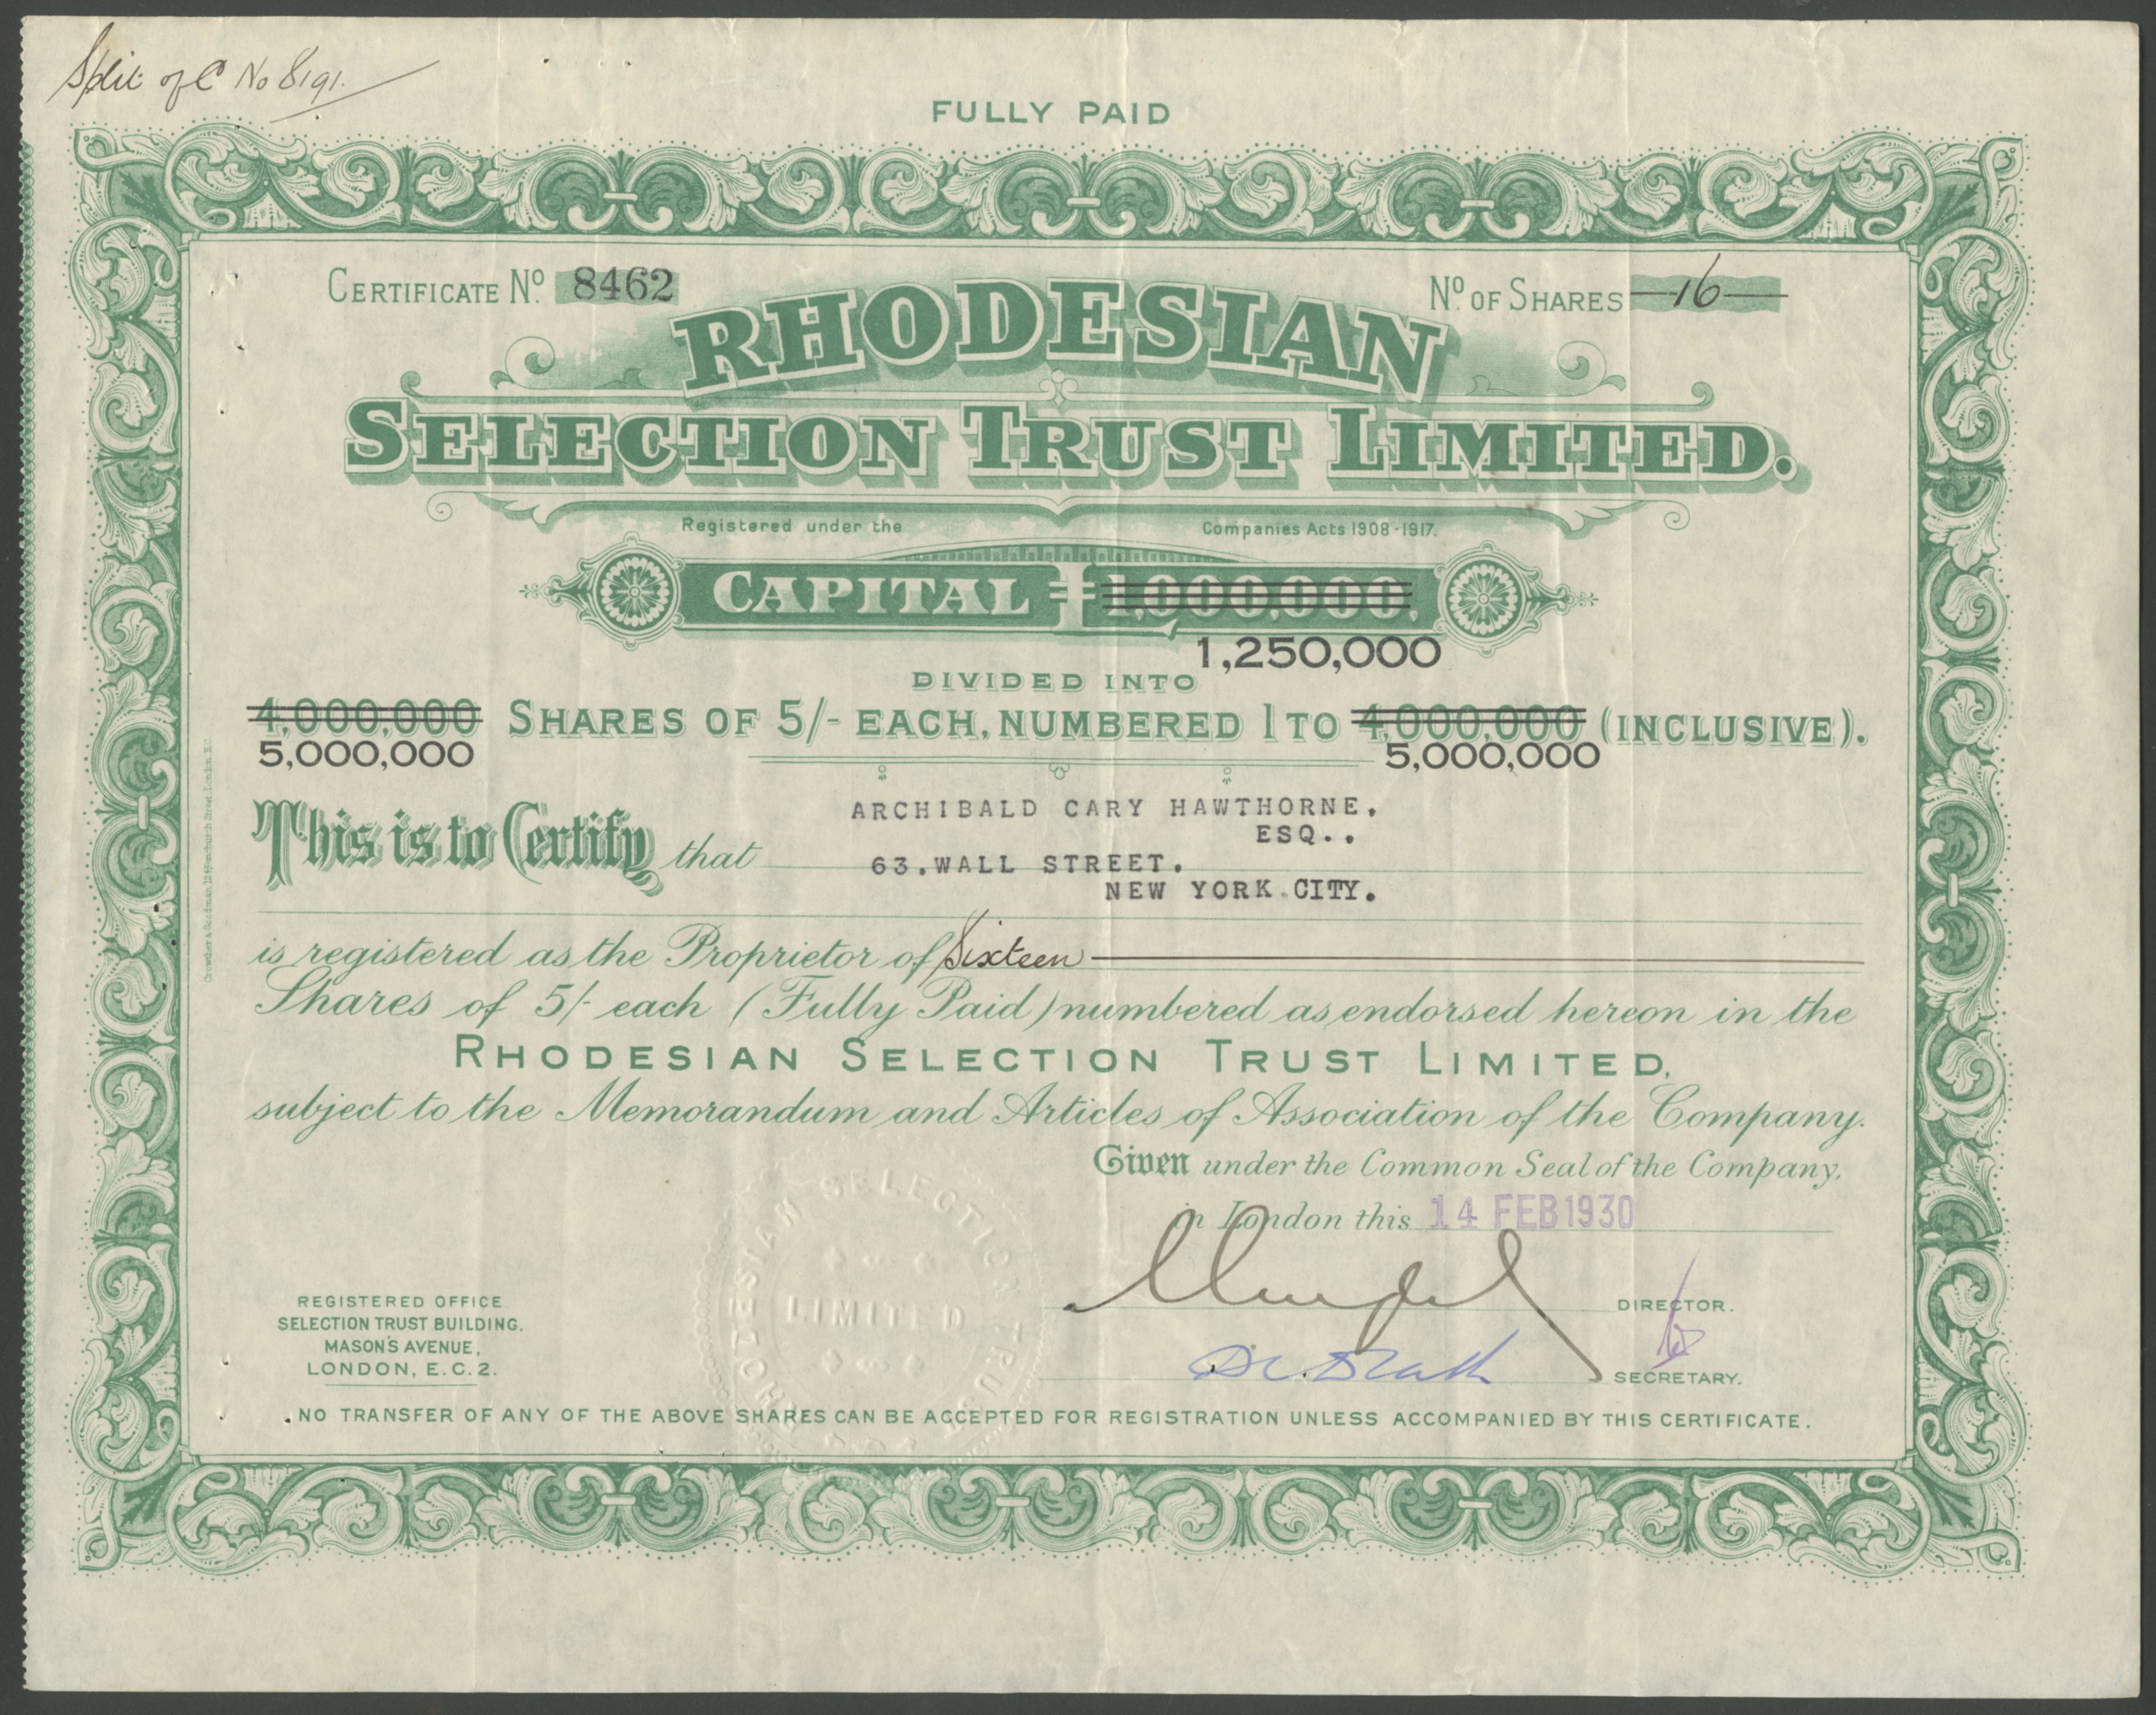 Split of C No 8191.
FULLY PAID
CERTIFICATE No. 8462
No. OF SHARES —16—
RHODESIAN
SELECTION TRUST LIMITED.
Registered under the Companies Acts 1908-1917.
CAPITAL £1,000,000.
1,250,000
DIVIDED INTO
4,000,000 SHARES OF 5/- EACH, NUMBERED 1 TO 4,000,000 (INCLUSIVE).
5,000,000 5,000,000
This is to Certify that
ARCHIBALD CARY HAWTHORNE.
ESQ..
63.WALL STREET.
NEW YORK.CITY.
is registered as the Proprietor of Sixteen
Shares of 5/- each (Fully Paid) numbered as endorsed hereon in the
RHODESIAN SELECTION TRUST LIMITED,
subject to the Memorandum and Articles of Association of the Company.
Given under the Common Seal of the Company,
in London this 14 FEB 1930
RHODESIAN SELECTION TRUST
LIMITED
DIRECTOR.
SECRETARY.
REGISTERED OFFICE
SELECTION TRUST BUILDING,
MASON'S AVENUE,
LONDON, E.C.2.
NO TRANSFER OF ANY OF THE ABOVE SHARES CAN BE ACCEPTED FOR REGISTRATION UNLESS ACCOMPANIED BY THIS CERTIFICATE.